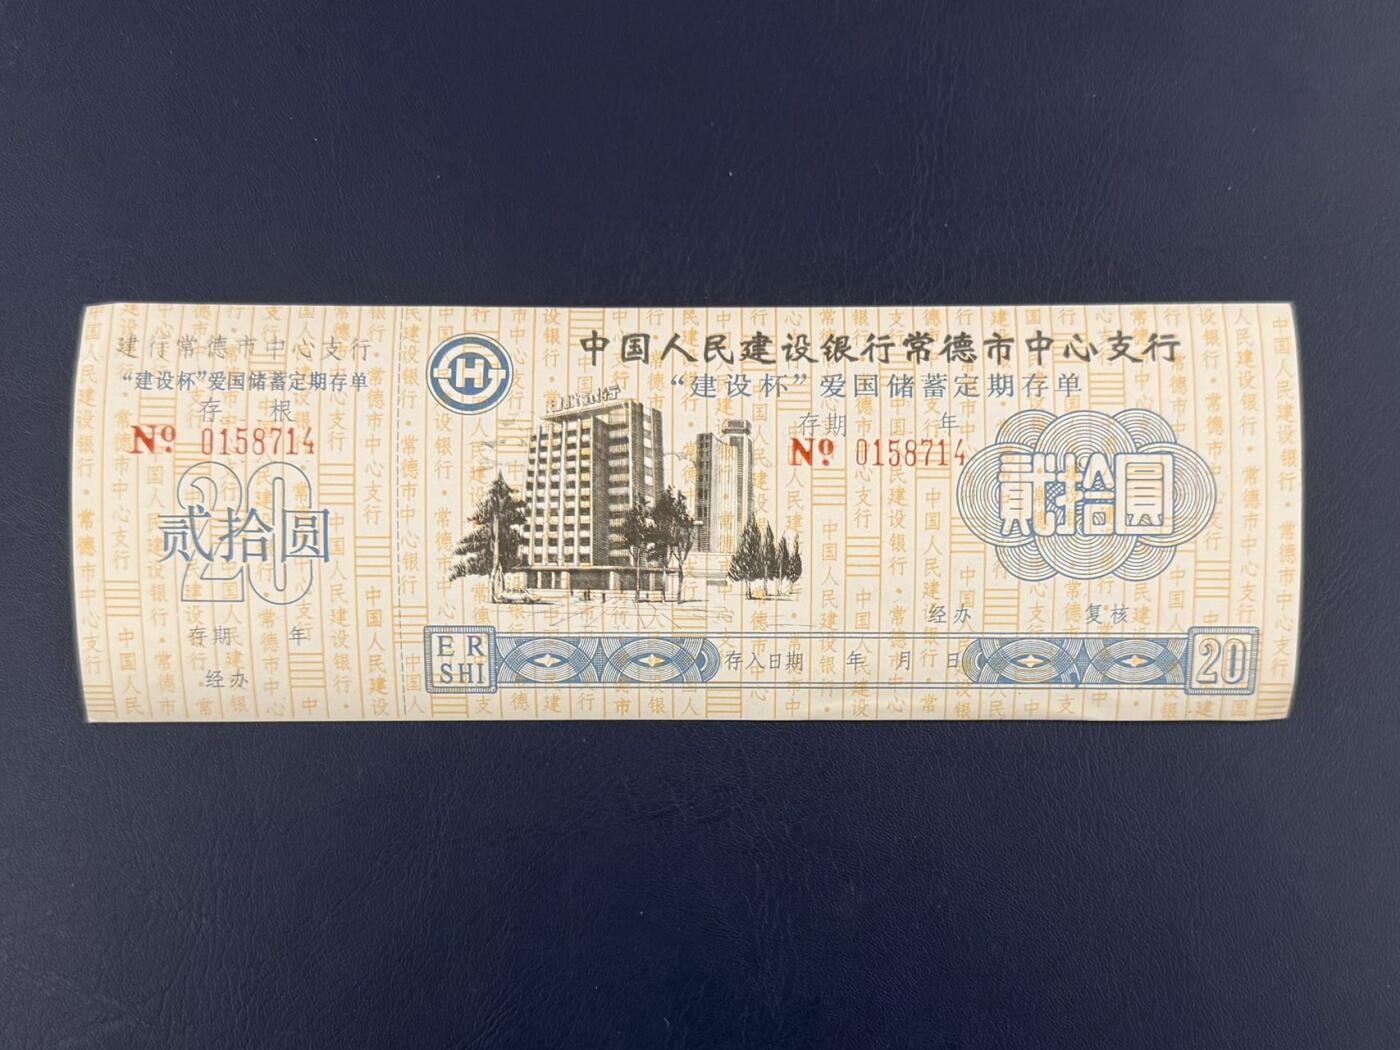 建行常德市中心支行
“建设杯”爱国储蓄定期存单
存 根
№ 0158714
20
贰拾圆
存期 年
经办
中国人民建设银行常德市中心支行
“建设杯”爱国储蓄定期存单
存期 年
№ 0158714
貳拾圓
经办 复核
ER
SHI
存入日期 年 月 日
20